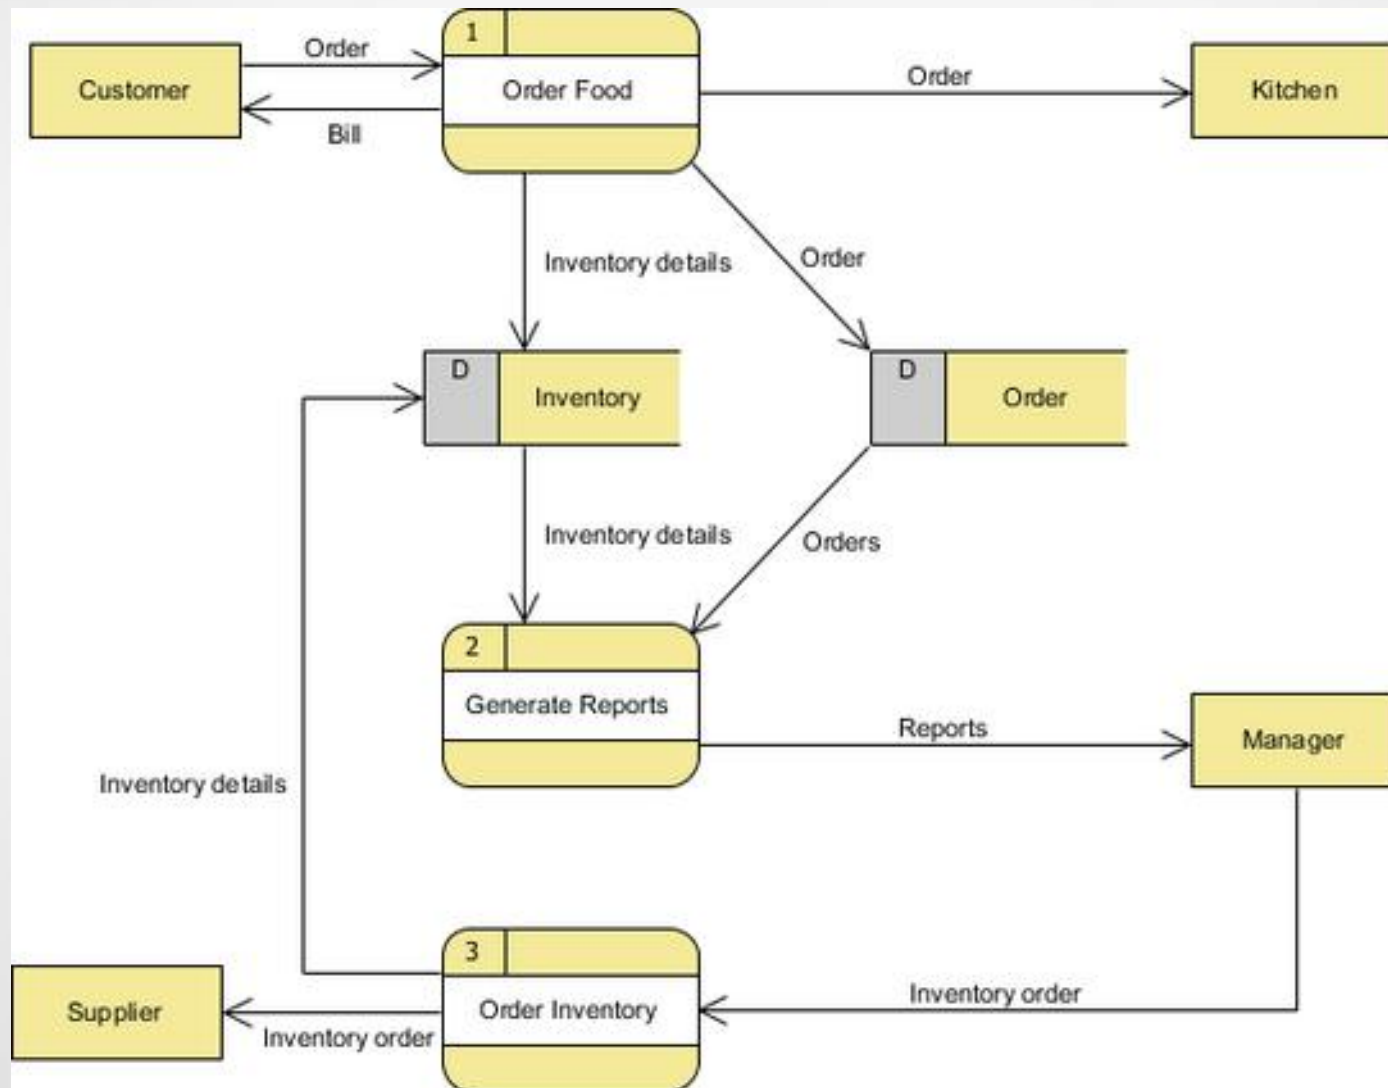 1
Order
Customer
Order Food
Order
Kitchen
Bill
Inventory details
Order
D
Inventory
D
Order
Inventory details
Orders
2
Generate Reports
Reports
Manager
Inventory details
3
Order Inventory
Inventory order
Supplier
Inventory order